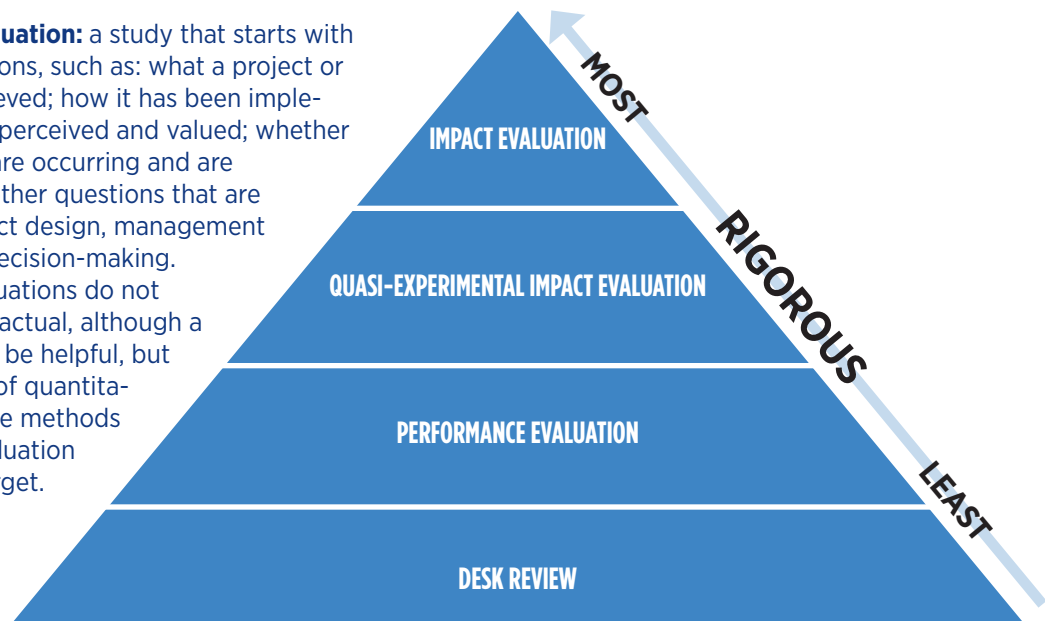 uation: a study that starts with
ons, such as: what a project or
eved; how it has been imple-
perceived and valued; whether
are occurring and are
ther questions that are
ct design, management
ecision-making.
uations do not
actual, although a
be helpful, but
of quantita-
e methods
luation
rget.
MOST
RIGOROUS
LEAST
IMPACT EVALUATION
QUASI-EXPERIMENTAL IMPACT EVALUATION
PERFORMANCE EVALUATION
DESK REVIEW